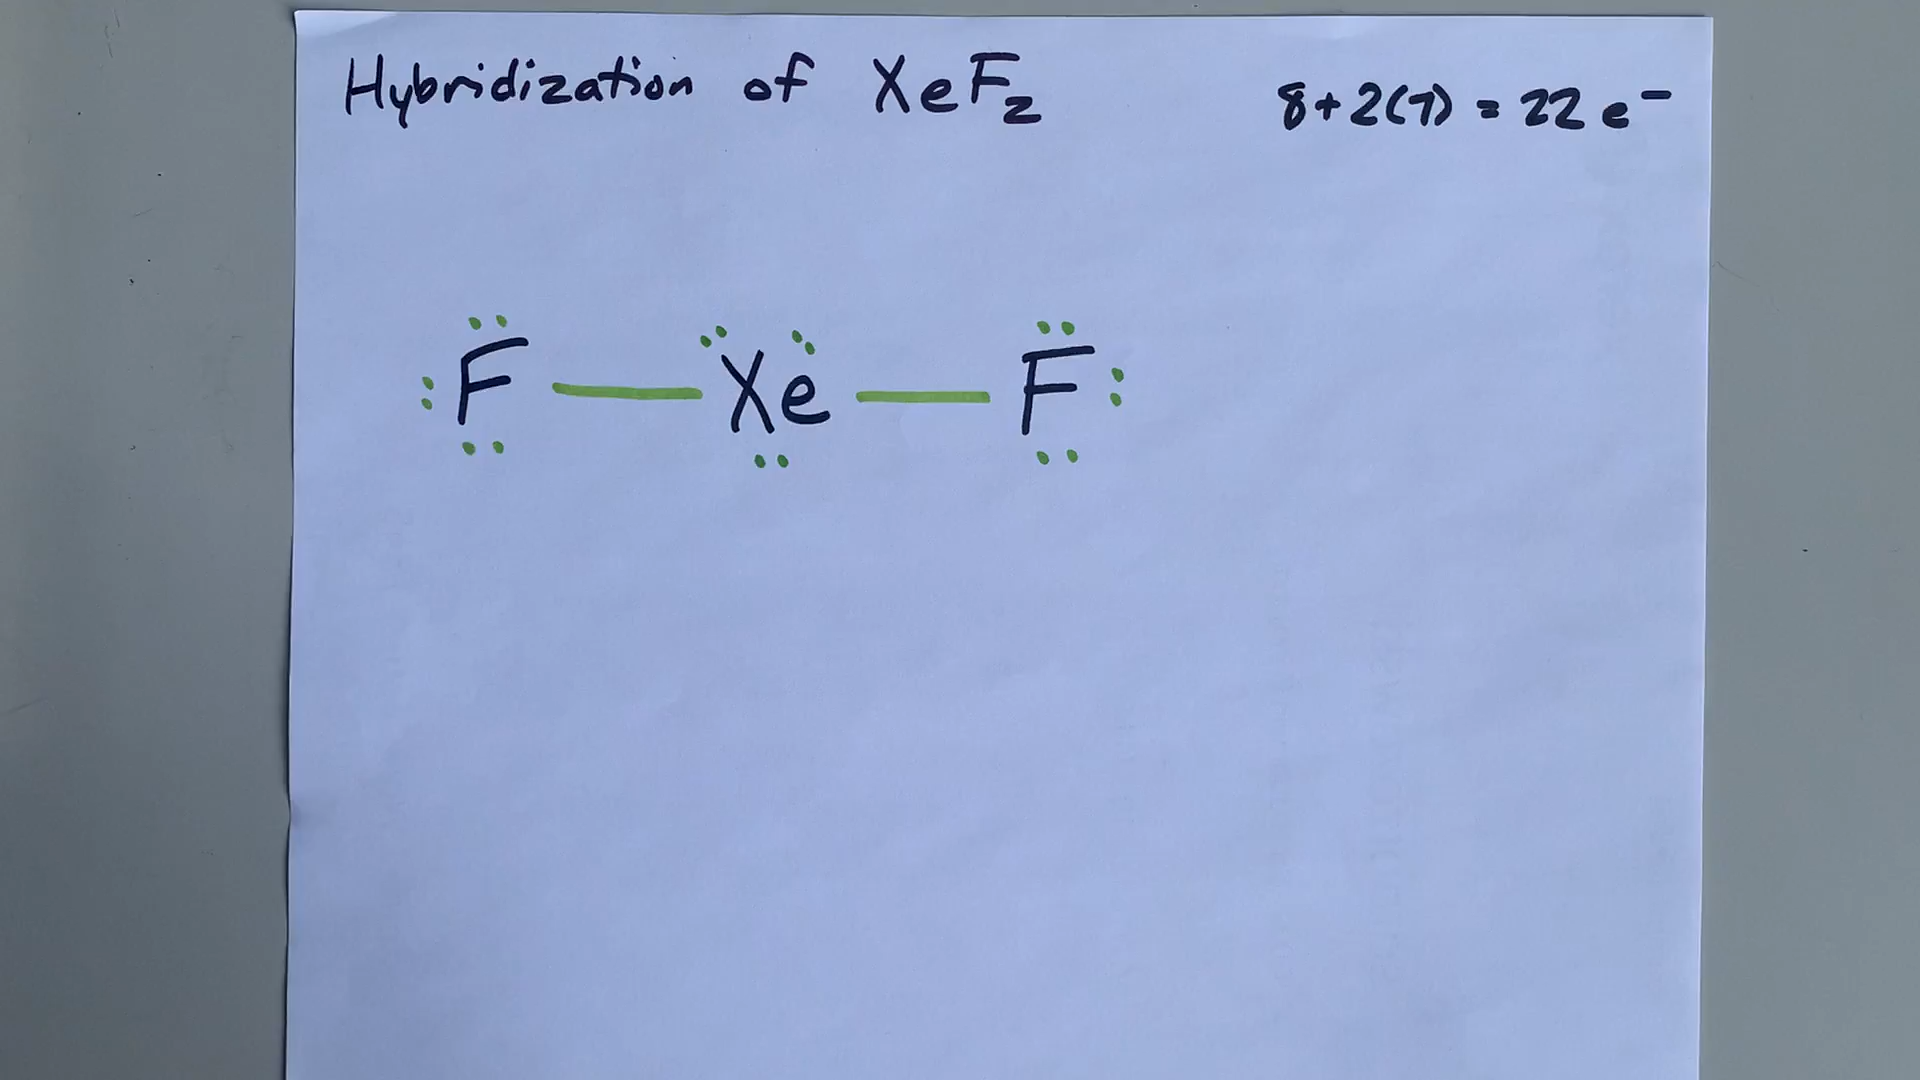 Hybridization of XeF₂
8+2(7) = 22 e⁻
F — Xe — F